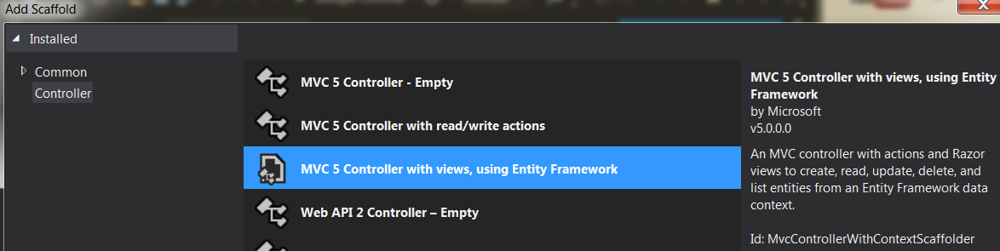 Add Scaffold
Installed
Common
Controller
MVC 5 Controller - Empty
MVC 5 Controller with read/write actions
MVC 5 Controller with views, using Entity Framework
Web API 2 Controller – Empty
MVC 5 Controller with views, using Entity
Framework
by Microsoft
v5.0.0.0
An MVC controller with actions and Razor
views to create, read, update, delete, and
list entities from an Entity Framework data
context.
Id: MvcControllerWithContextScaffolder